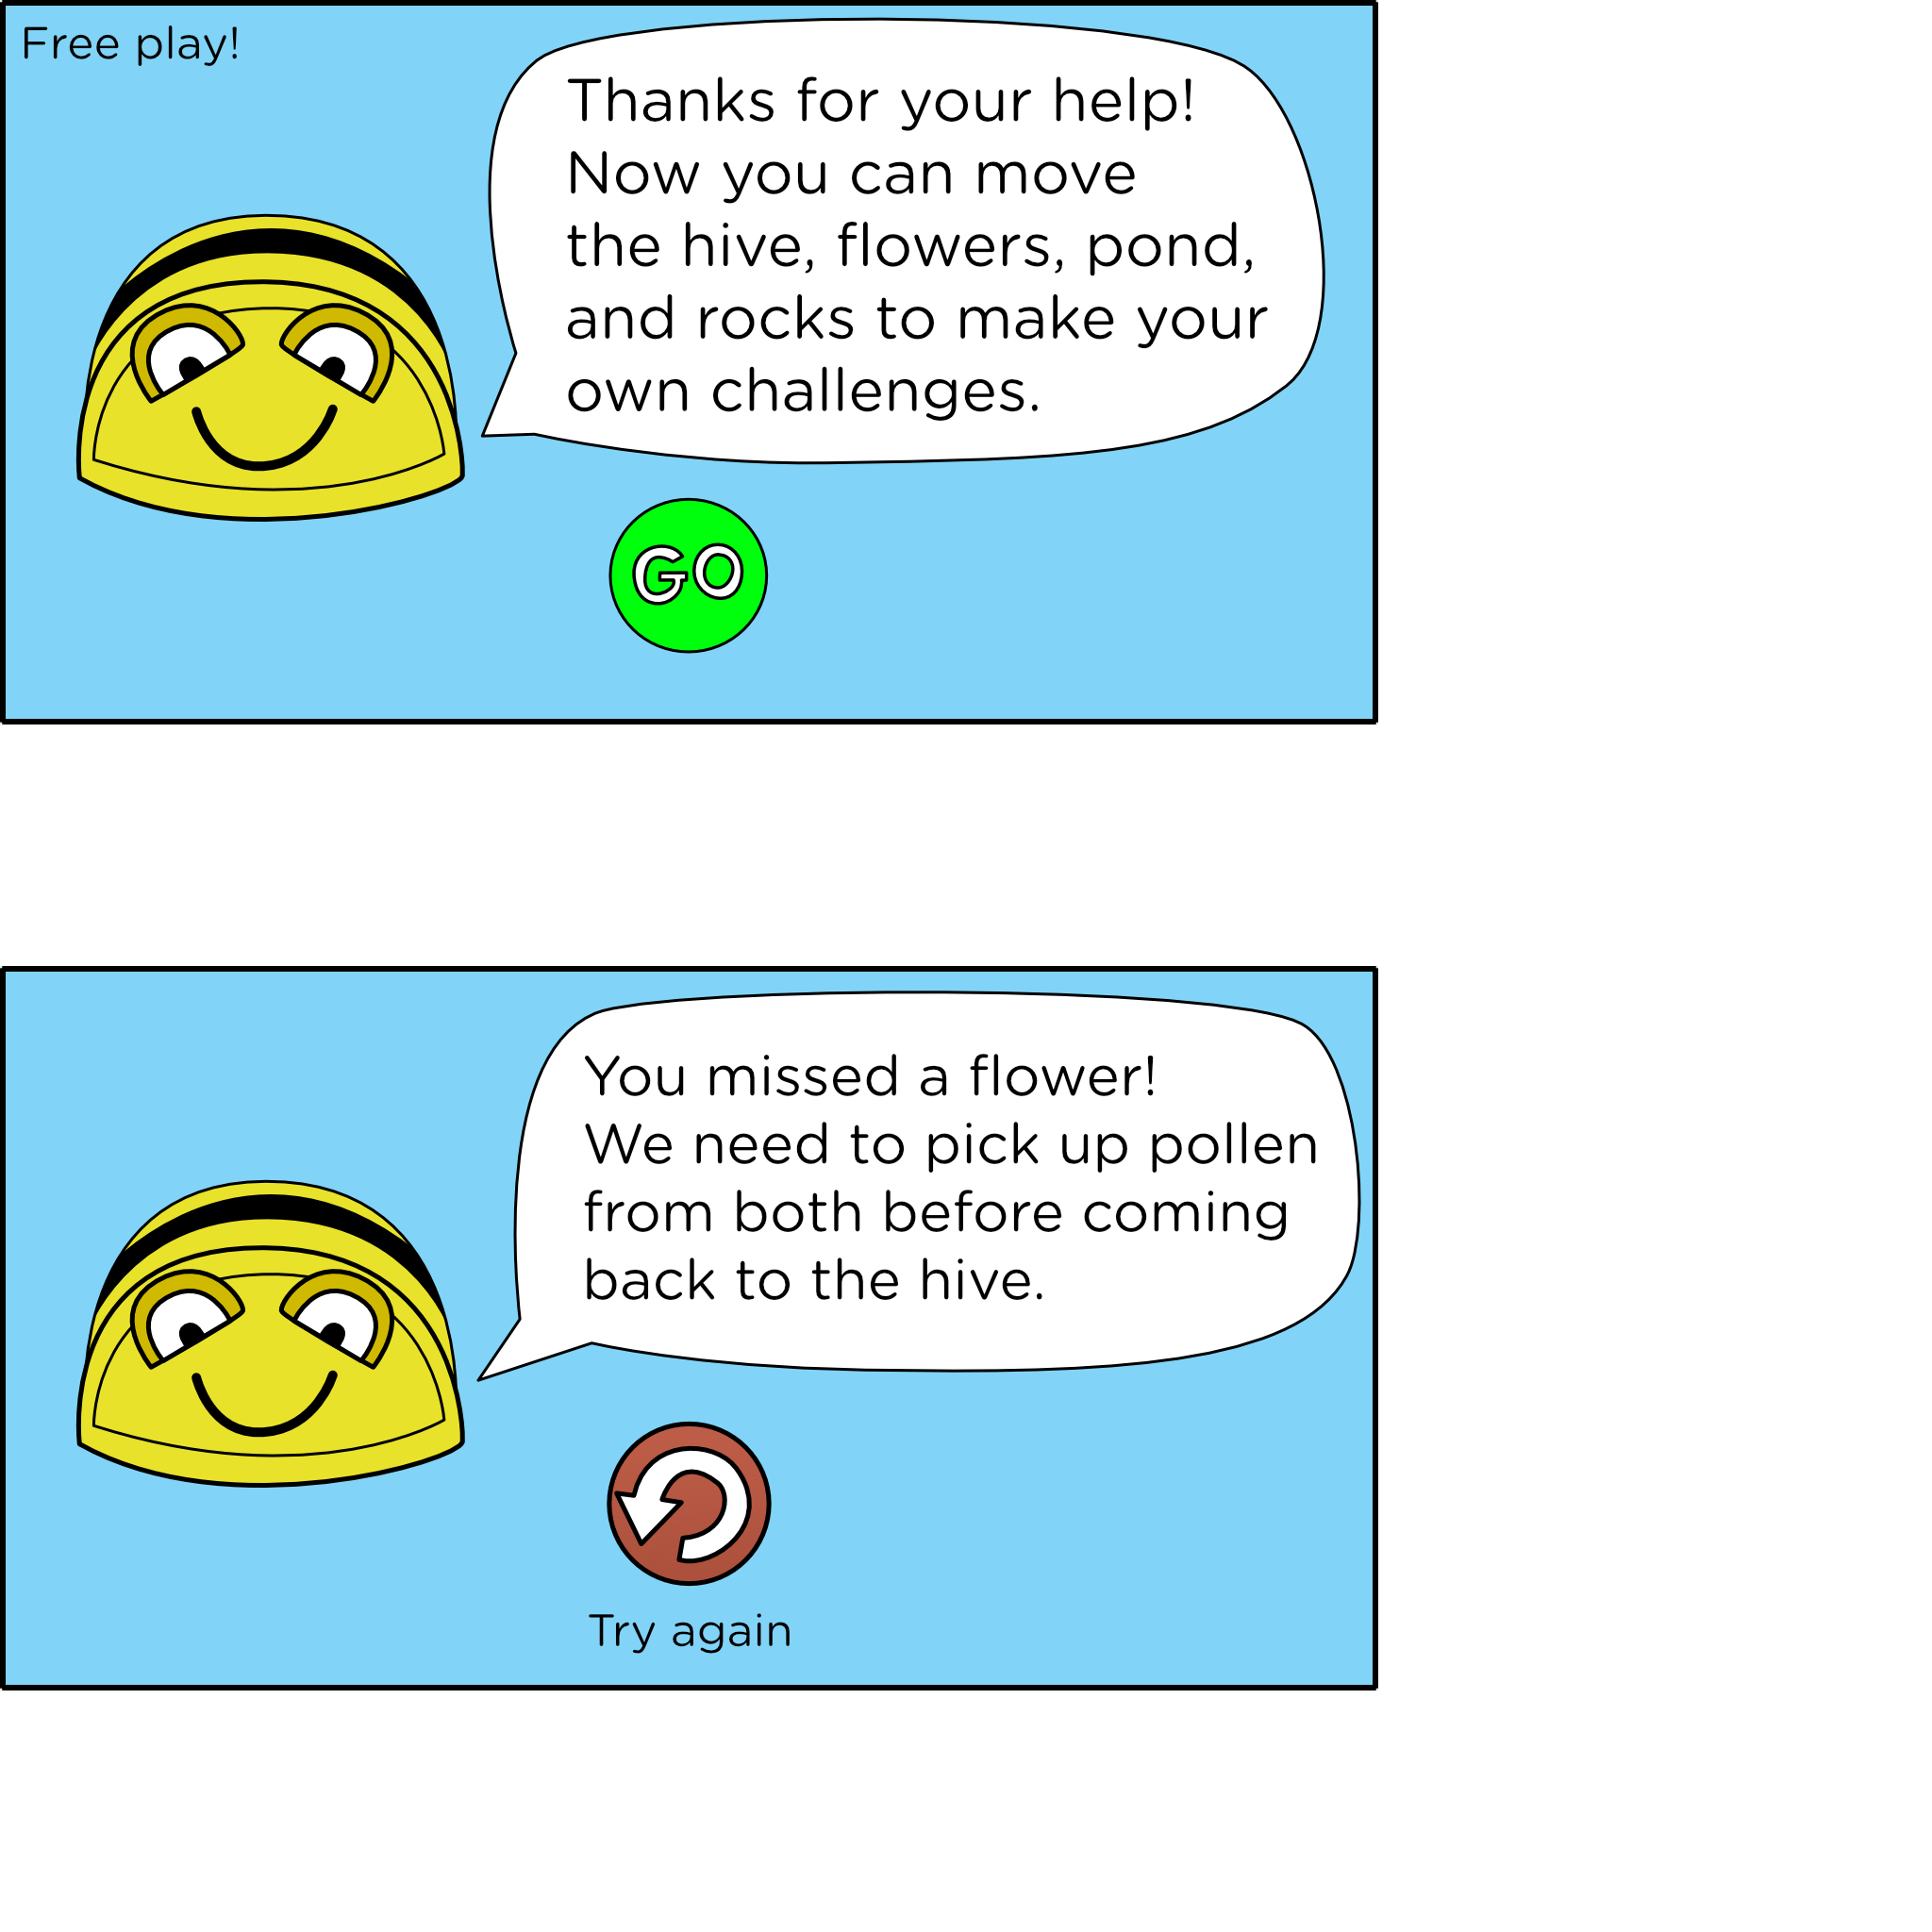 Free play!
Thanks for your help!
Now you can move
the hive, flowers, pond,
and rocks to make your
own challenges.
GO
You missed a flower!
We need to pick up pollen
from both before coming
back to the hive.
Try again